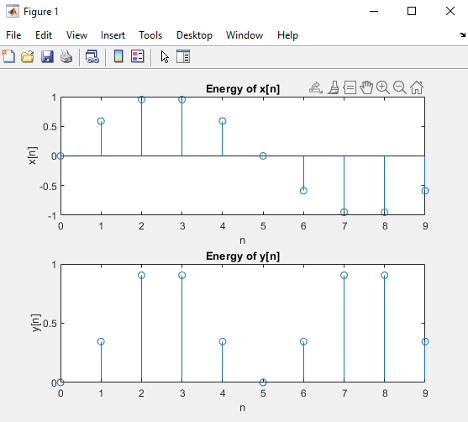 Figure 1
File Edit View Insert Tools Desktop Window Help
Energy of x[n]
1
0.5
0
-0.5
-1
x[n]
0 1 2 3 4 5 6 7 8 9
n
Energy of y[n]
1
0.5
0
y[n]
0 1 2 3 4 5 6 7 8 9
n